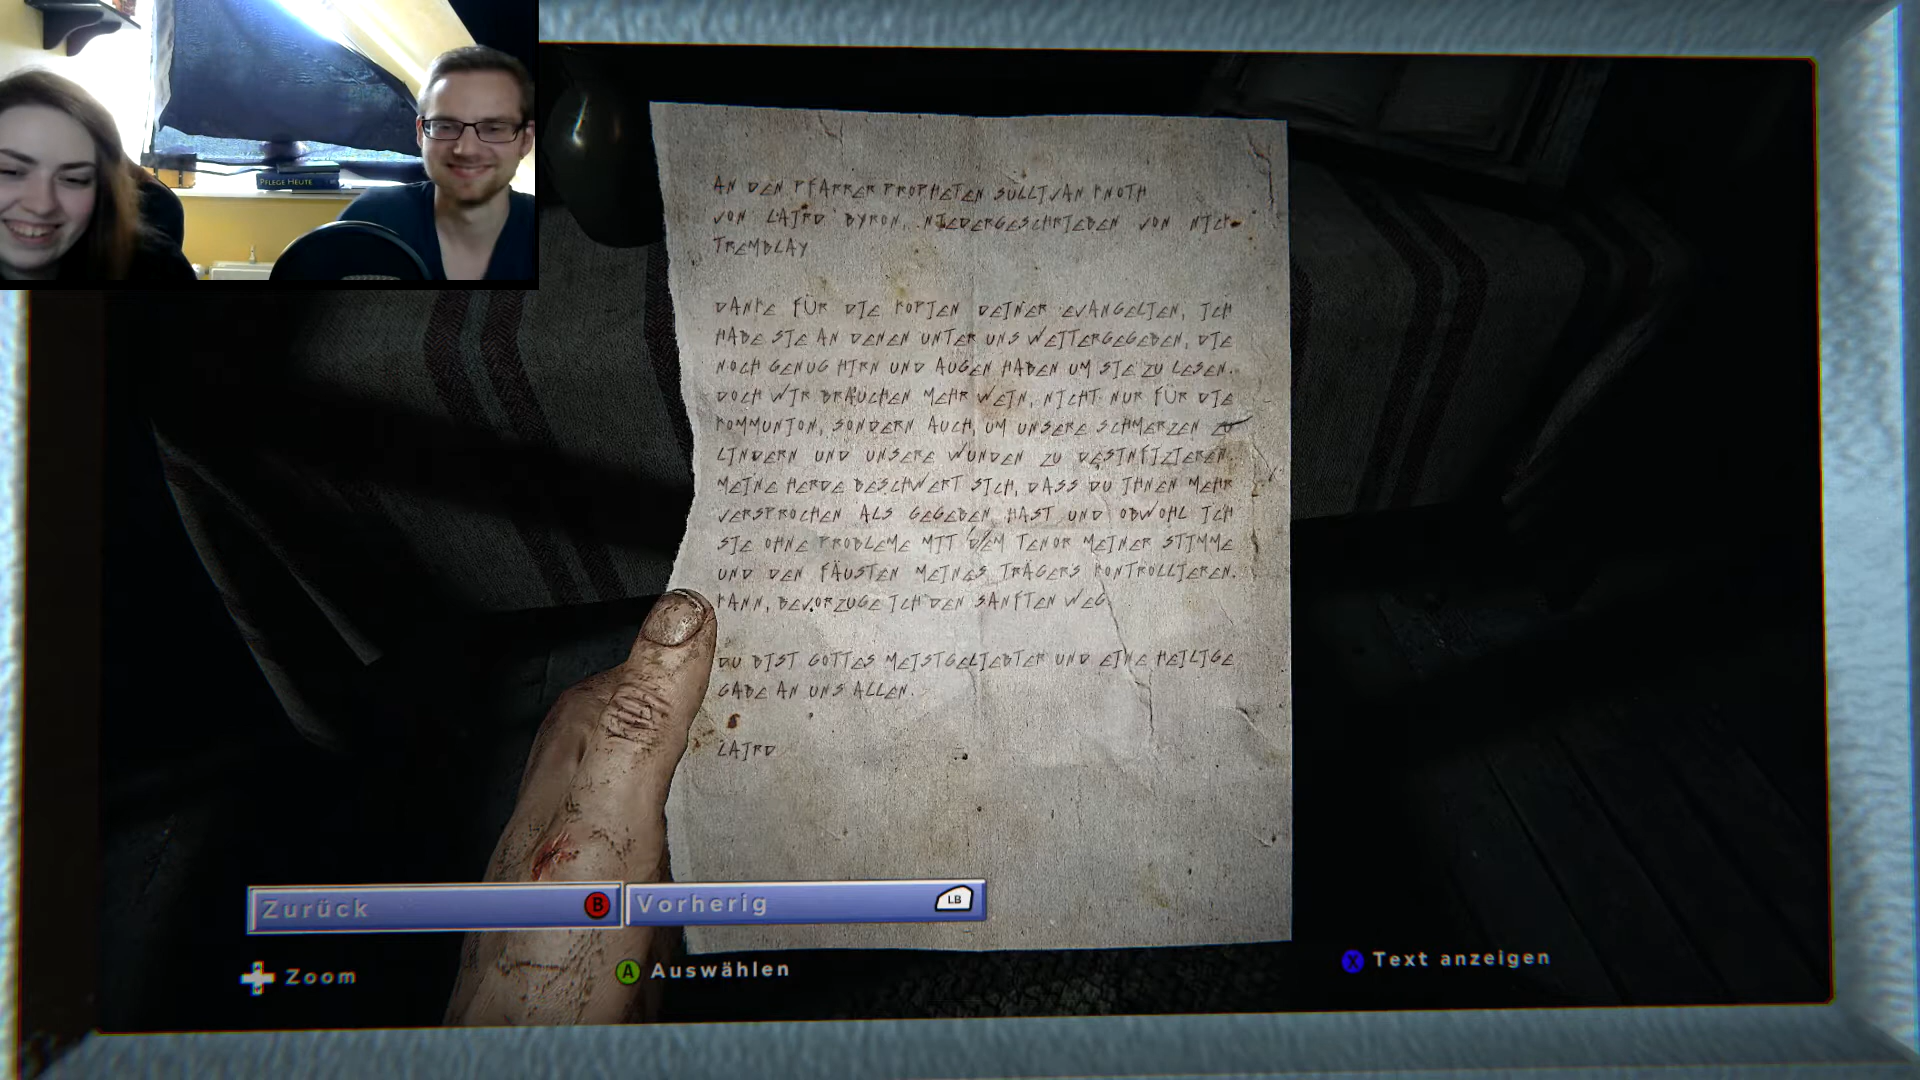 PFLEGE HEUTE
AN DEN PFARRER PROPHETEN SULLIVAN KNOTH
VON LAIRD BYRON, NIEDERGESCHRIEBEN VON NICK
TREMBLAY
DANKE FÜR DIE KOPIEN DEINER EVANGELIEN, ICH
HABE SIE AN DENEN UNTER UNS WEITERGEGEBEN, DIE
NOCH GENUG HIRN UND AUGEN HABEN UM SIE ZU LESEN.
DOCH WIR BRAUCHEN MEHR WEIN, NICHT NUR FÜR DIE
KOMMUNION, SONDERN AUCH, UM UNSERE SCHMERZEN ZU
LINDERN UND UNSERE WUNDEN ZU DESINFIZIEREN.
MEINE HERDE BESCHWERT SICH, DASS DU IHNEN MEHR
VERSPROCHEN ALS GEGEBEN HAST UND OBWOHL ICH
SIE OHNE PROBLEME MIT DEM TENOR MEINER STIMME
UND DEN FÄUSTEN MEINES TRÄGERS KONTROLLIEREN.
KANN, BEVORZUGE ICH DEN SANFTEN WEG.
DU BIST GOTTES MEISTGELIEBTER UND EINE HEILIGE
GABE AN UNS ALLEN.
LAIRD
Zurück B Vorherig LB
Zoom A Auswählen X Text anzeigen